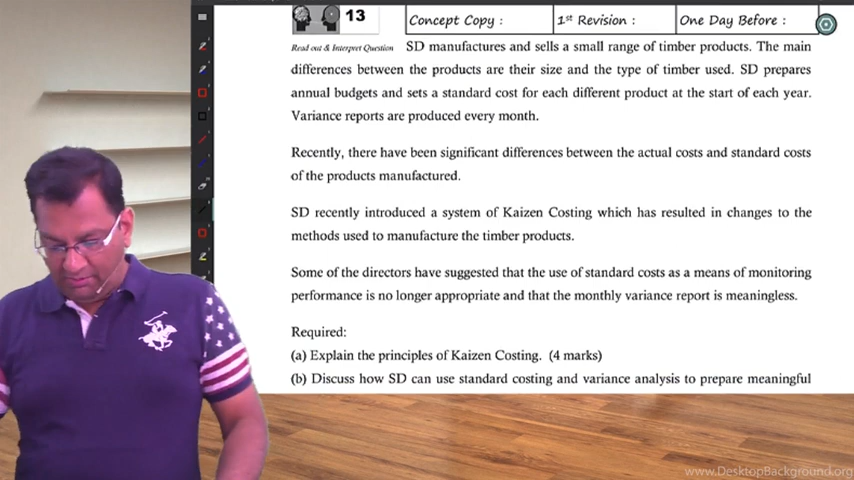 13
Concept Copy :
1st Revision :
One Day Before :
Read out & Interpret Question SD manufactures and sells a small range of timber products. The main
differences between the products are their size and the type of timber used. SD prepares
annual budgets and sets a standard cost for each different product at the start of each year.
Variance reports are produced every month.
Recently, there have been significant differences between the actual costs and standard costs
of the products manufactured.
SD recently introduced a system of Kaizen Costing which has resulted in changes to the
methods used to manufacture the timber products.
Some of the directors have suggested that the use of standard costs as a means of monitoring
performance is no longer appropriate and that the monthly variance report is meaningless.
Required:
(a) Explain the principles of Kaizen Costing. (4 marks)
(b) Discuss how SD can use standard costing and variance analysis to prepare meaningful
www.DesktopBackground.org